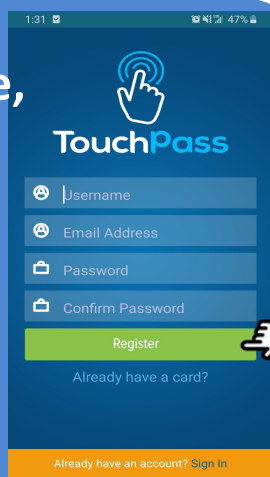 1:31 47%
e,
TouchPass
Username
Email Address
Password
Confirm Password
Register
Already have a card?
Already have an account? Sign In